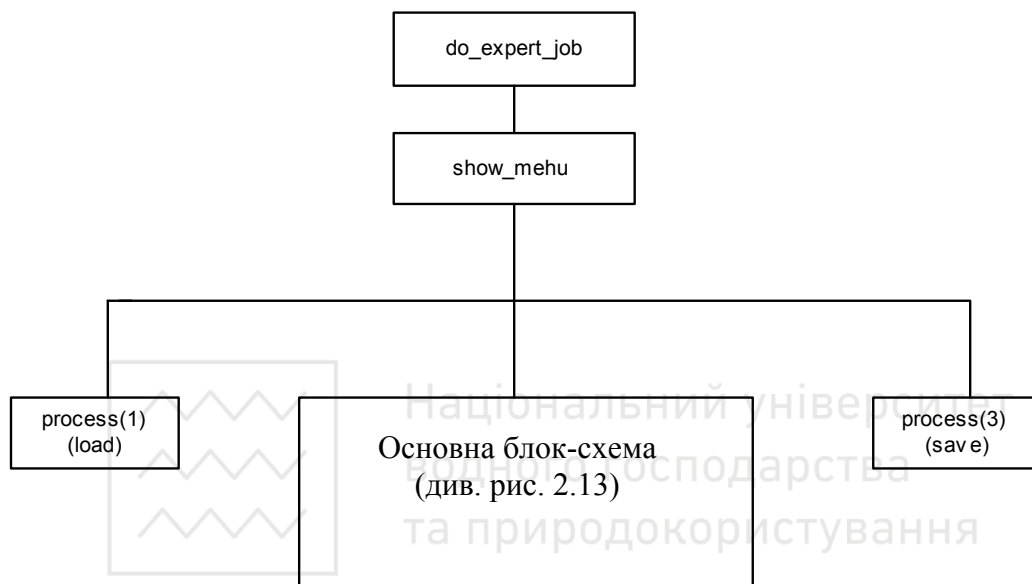 do_expert_job
show_mehu
process(1)
(load)
Основна блок-схема
(див. рис. 2.13)
process(3)
(save)
Національний університет
водного господарства
та природокористування